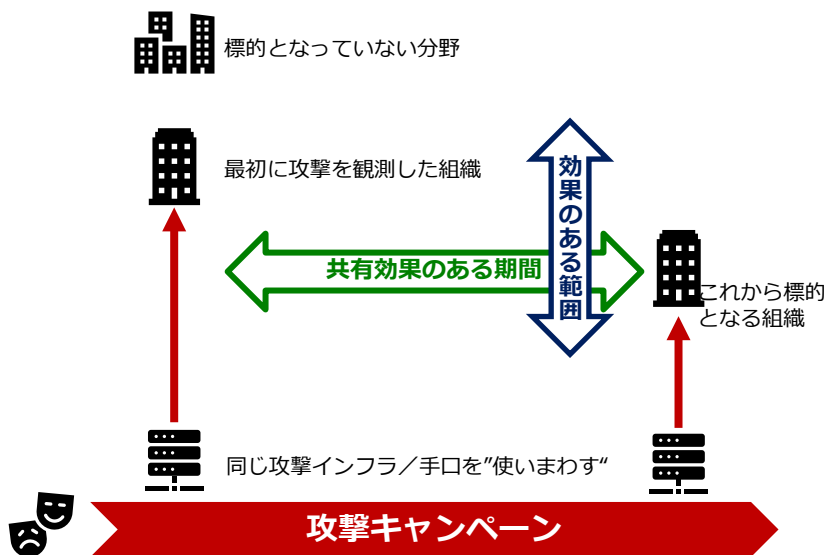 標的となっていない分野
最初に攻撃を観測した組織
効果のある範囲
共有効果のある期間
これから標的
となる組織
同じ攻撃インフラ／手口を”使いまわす“
攻撃キャンペーン